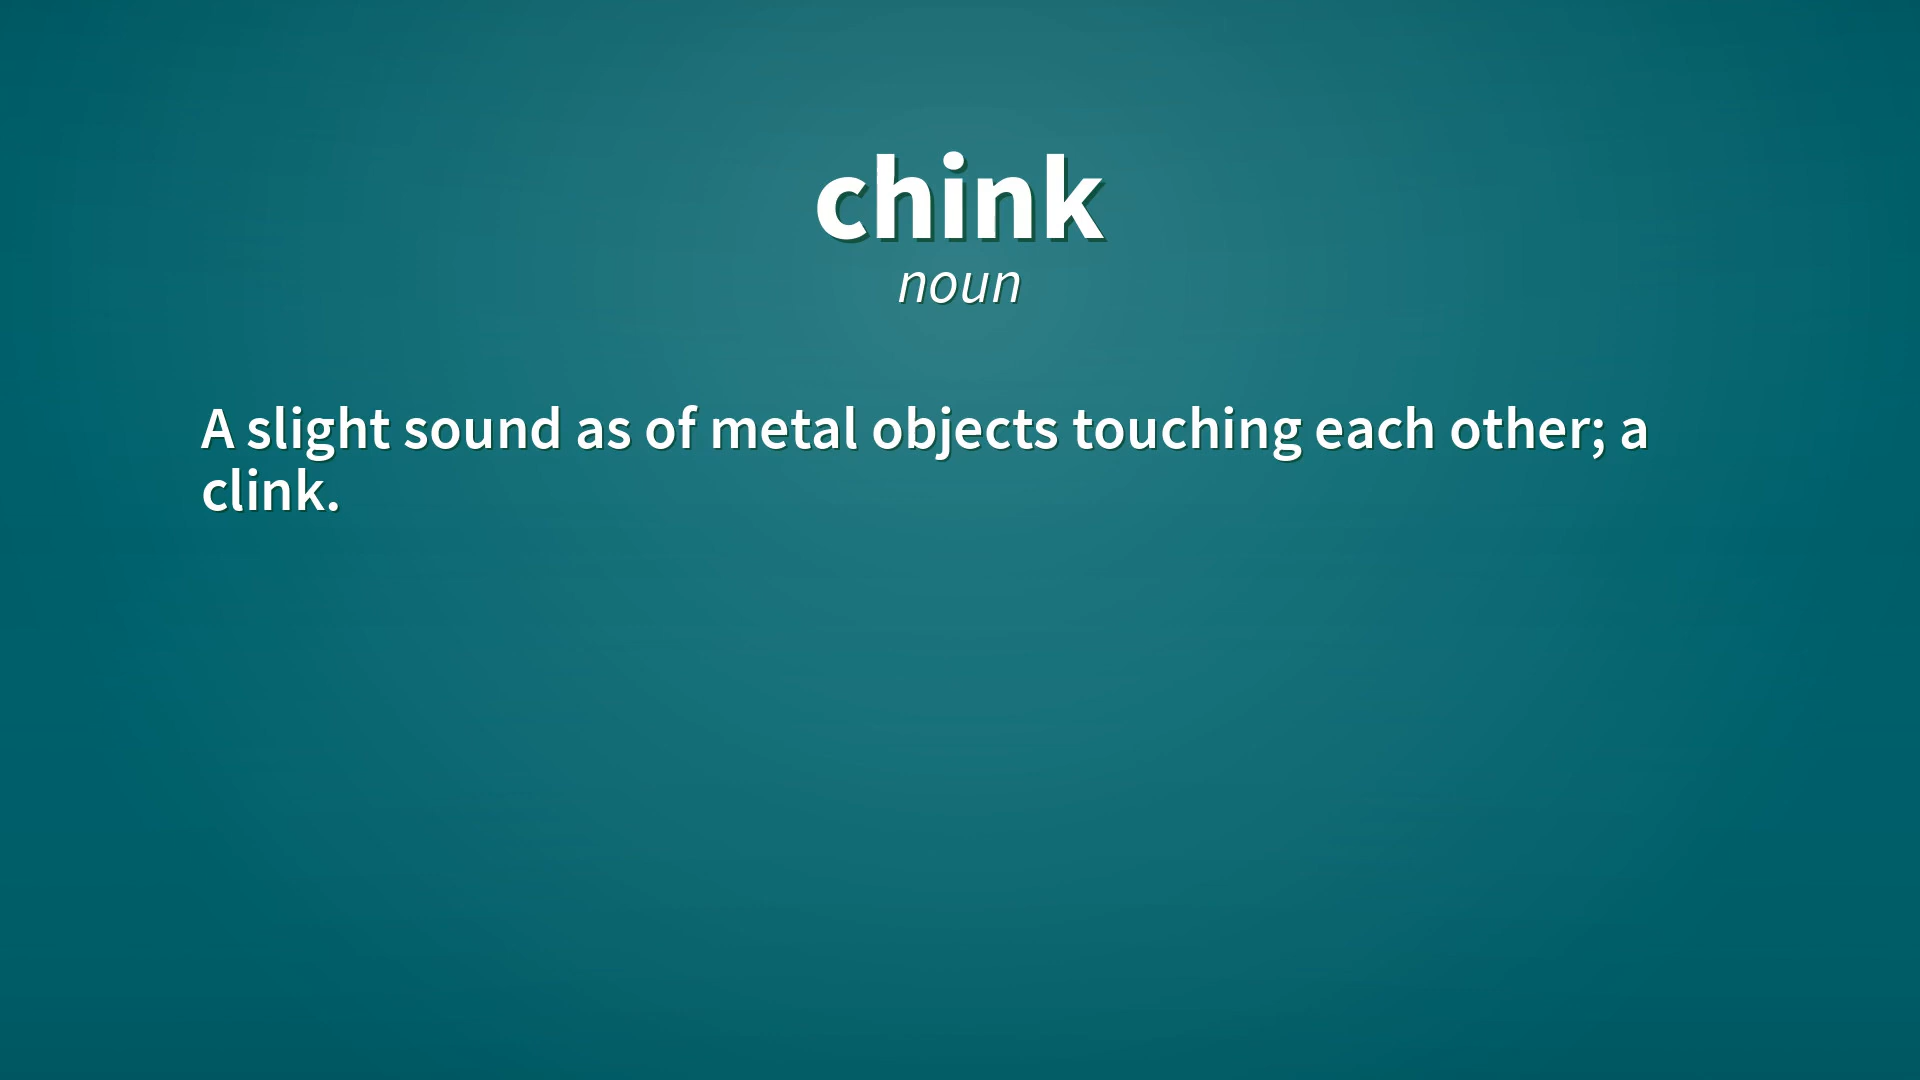 chink
noun
A slight sound as of metal objects touching each other; a
clink.